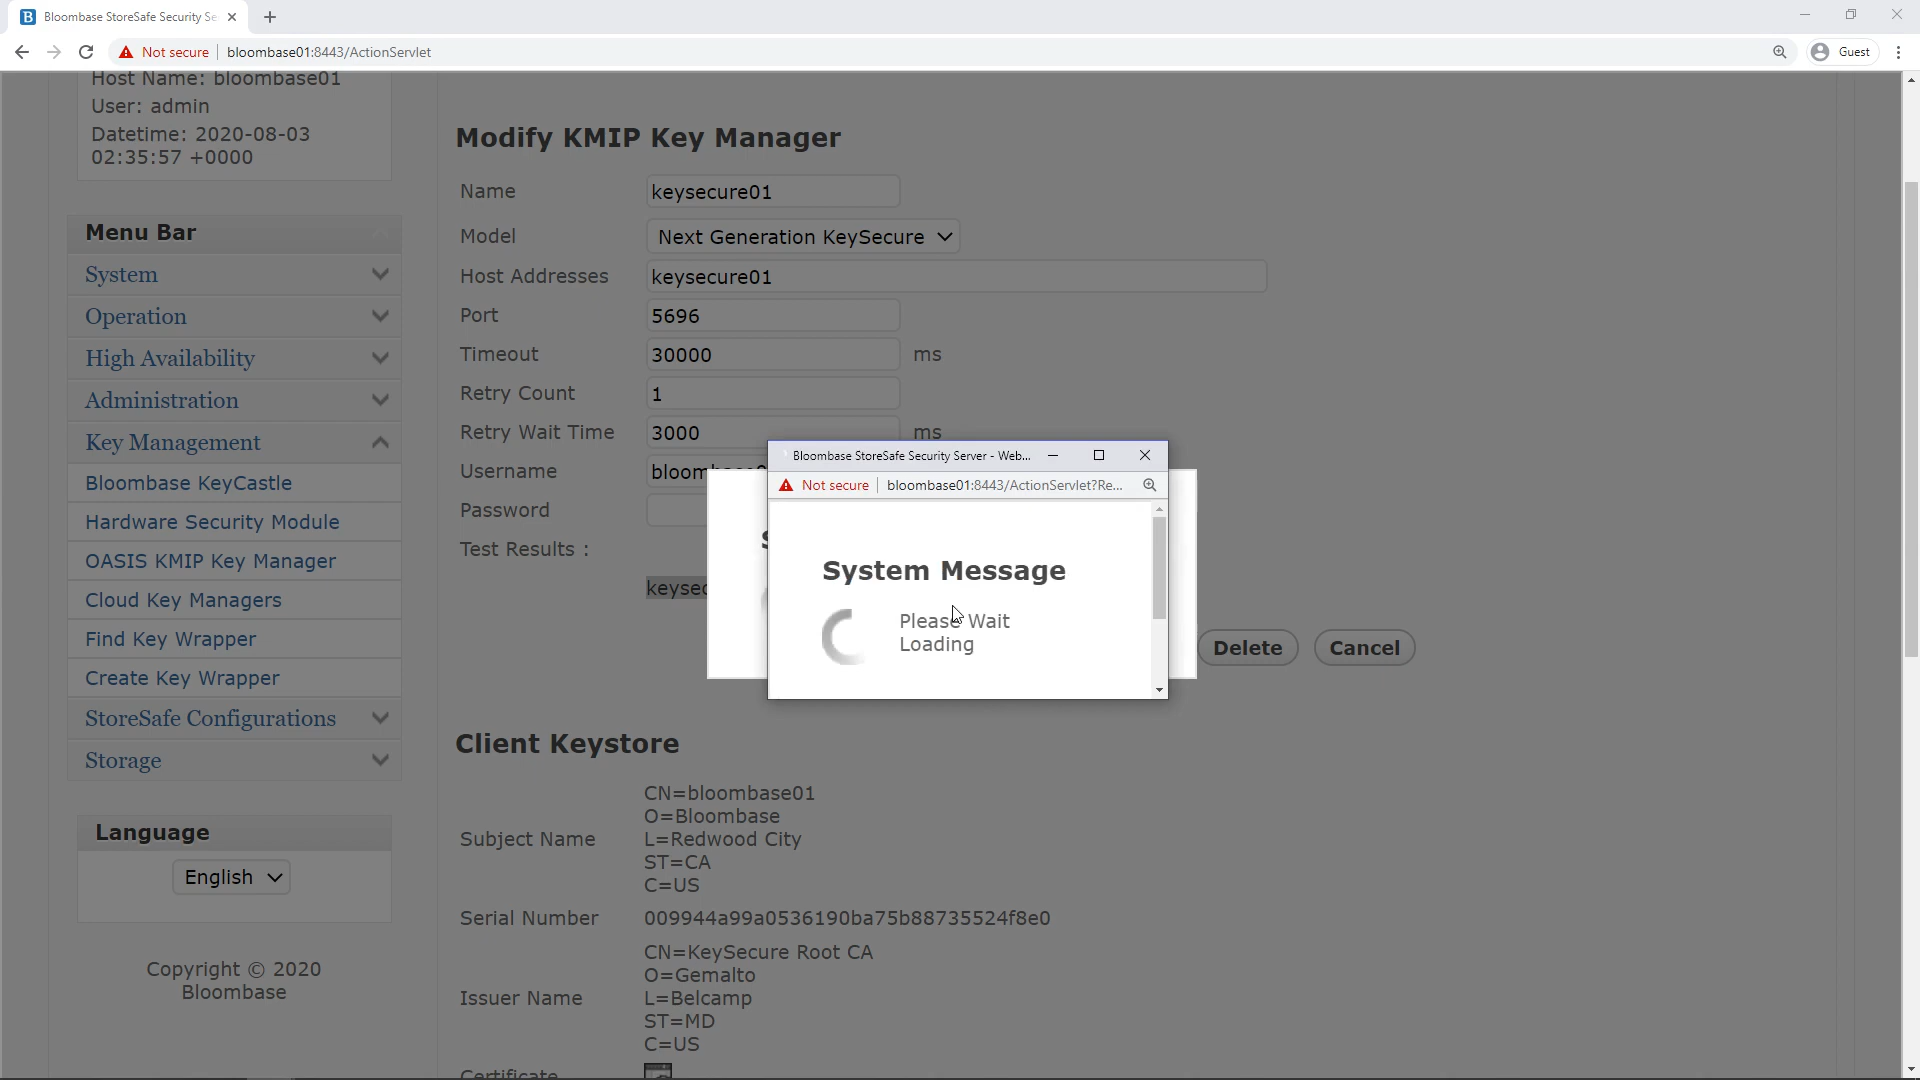 Bloombase StoreSafe Security Se
Not secure
bloombase01:8443/ActionServlet
Guest
Host Name: bloombase01
User: admin
Datetime: 2020-08-03
02:35:57 +0000
Menu Bar
System
Operation
High Availability
Administration
Key Management
Bloombase KeyCastle
Hardware Security Module
OASIS KMIP Key Manager
Cloud Key Managers
Find Key Wrapper
Create Key Wrapper
StoreSafe Configurations
Storage
Language
English
Copyright © 2020
Bloombase
Modify KMIP Key Manager
Name keysecure01
Model Next Generation KeySecure
Host Addresses keysecure01
Port 5696
Timeout 30000 ms
Retry Count 1
Retry Wait Time 3000 ms
Username
Password
Test Results :
Bloombase StoreSafe Security Server - Web...
Not secure
bloombase01:8443/ActionServlet?Re...
System Message
Please Wait
Loading
Delete Cancel
Client Keystore
Subject Name
CN=bloombase01
O=Bloombase
L=Redwood City
ST=CA
C=US
Serial Number 009944a99a0536190ba75b88735524f8e0
Issuer Name
CN=KeySecure Root CA
O=Gemalto
L=Belcamp
ST=MD
C=US
Certificate